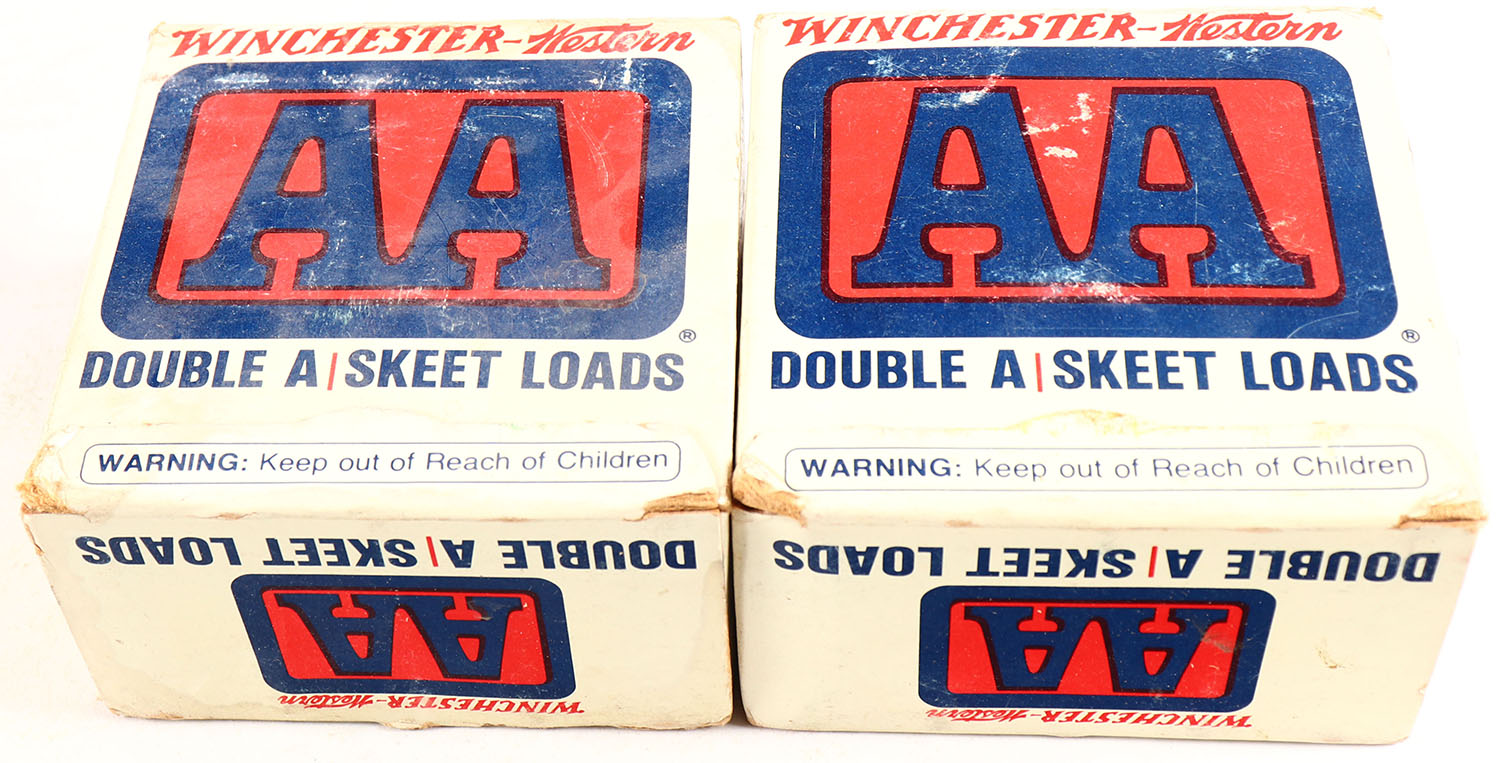 WINCHESTER-Western
AA
®
DOUBLE A | SKEET LOADS
WARNING: Keep out of Reach of Children
DOUBLE A | SKEET LOADS
AA
WINCHESTER-Western
WINCHESTER-Western
AA
®
DOUBLE A | SKEET LOADS
WARNING: Keep out of Reach of Children
DOUBLE A | SKEET LOADS
AA
WINCHESTER-Western